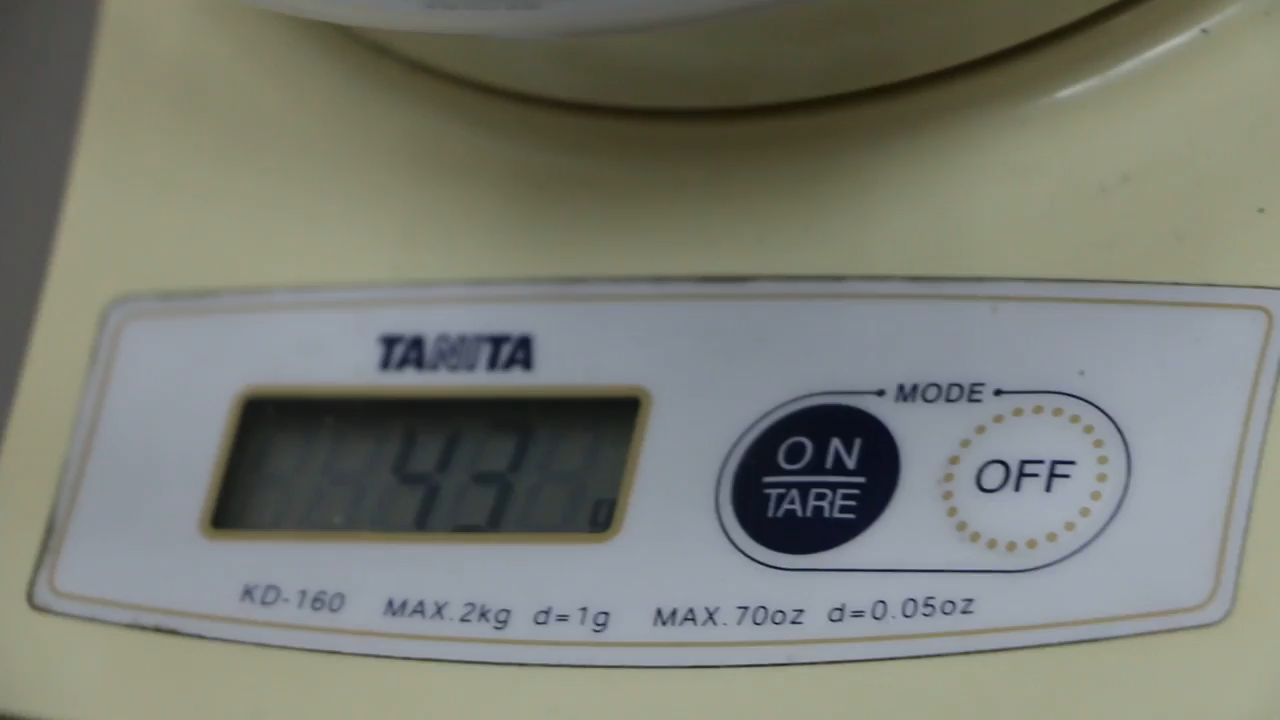 TANITA
MODE
43 g
ON
TARE
OFF
KD-160 MAX.2kg d=1g MAX.70oz d=0.05oz